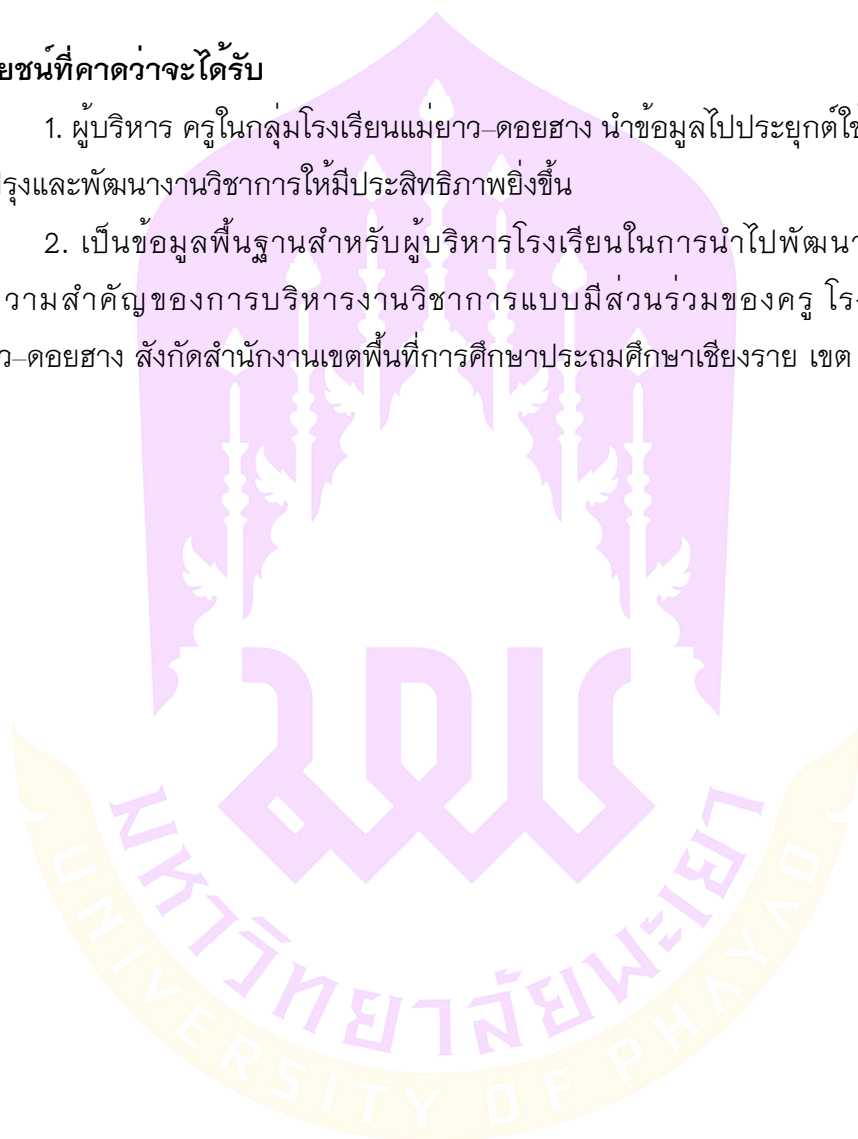 ยชน์ที่คาดว่าจะได้รับ
1. ผู้บริหาร ครูในกลุ่มโรงเรียนแม่ยาว–ดอยฮาง นำข้อมูลไปประยุกต์ใช
รุงและพัฒนางานวิชาการให้มีประสิทธิภาพยิ่งขึ้น
2. เป็นข้อมูลพื้นฐานสำหรับผู้บริหารโรงเรียนในการนำไปพัฒนา
วามสำคัญของการบริหารงานวิชาการแบบมีส่วนร่วมของครู โรง
ว–ดอยฮาง สังกัดสำนักงานเขตพื้นที่การศึกษาประถมศึกษาเชียงราย เขต
มหาวิทยาลัยพะเยา
UNIVERSITY OF PHAYAO